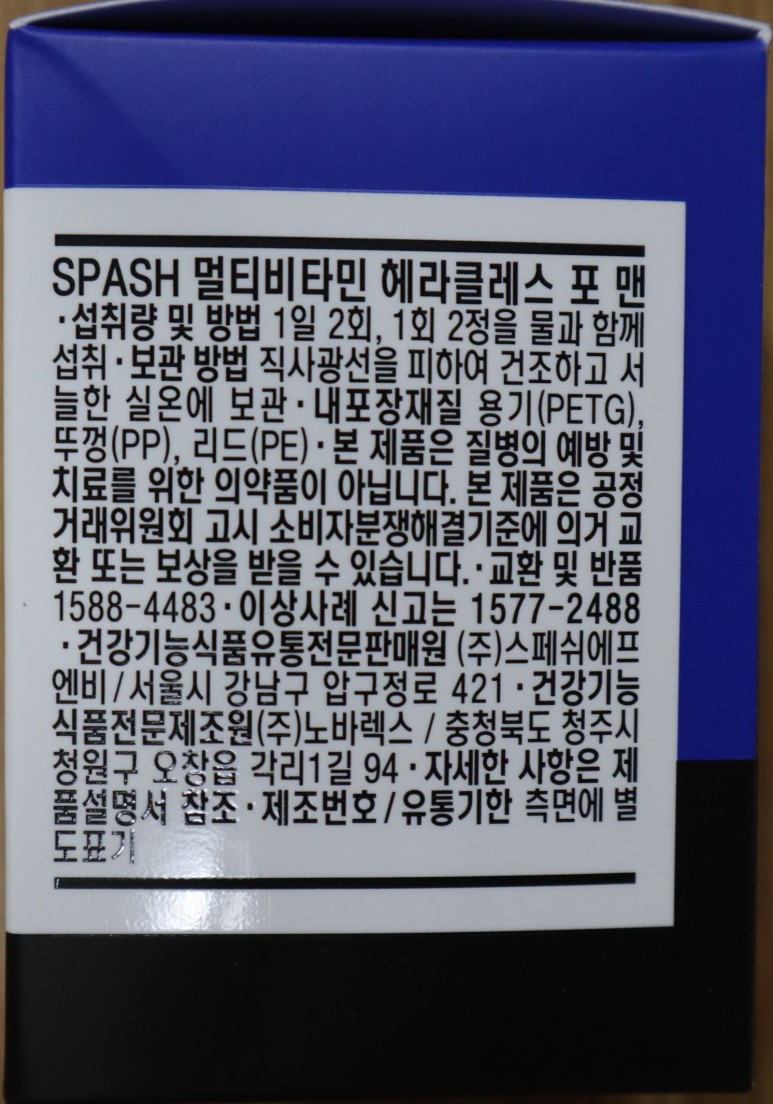 SPASH 멀티비타민 헤라클레스 포 맨
·섭취량 및 방법 1일 2회, 1회 2정을 물과 함께
섭취·보관 방법 직사광선을 피하여 건조하고 서
늘한 실온에 보관·내포장재질 용기(PETG),
뚜껑(PP), 리드(PE)·본 제품은 질병의 예방 및
치료를 위한 의약품이 아닙니다. 본 제품은 공정
거래위원회 고시 소비자분쟁해결기준에 의거 교
환 또는 보상을 받을 수 있습니다.·교환 및 반품
1588-4483·이상사례 신고는 1577-2488
·건강기능식품유통전문판매원 (주)스페쉬에프
엔비/서울시 강남구 압구정로 421·건강기능
식품전문제조원(주)노바렉스 / 충청북도 청주시
청원구 오창읍 각리1길 94·자세한 사항은 제
품설명서 참조·제조번호/유통기한 측면에 별
도표기